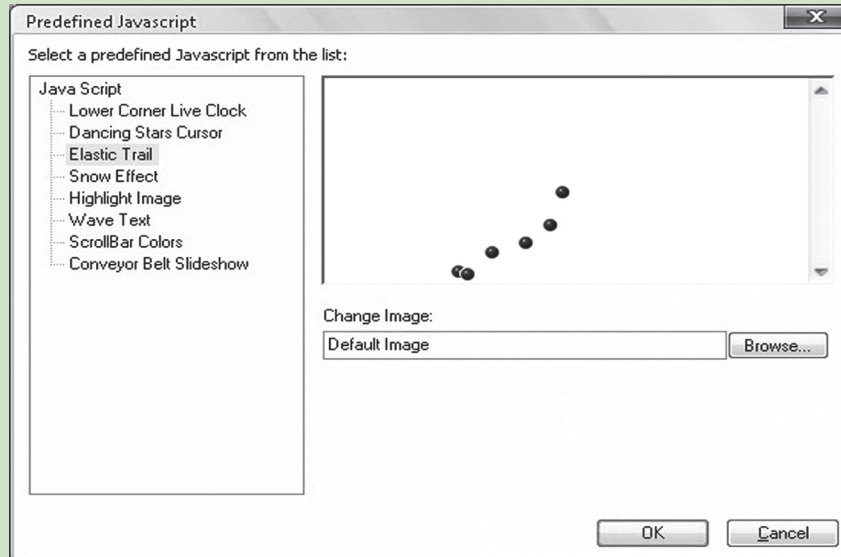 Predefined Javascript
Select a predefined Javascript from the list:
Java Script
Lower Corner Live Clock
Dancing Stars Cursor
Elastic Trail
Snow Effect
Highlight Image
Wave Text
ScrollBar Colors
Conveyor Belt Slideshow
Change Image:
Default Image
Browse...
OK
Cancel